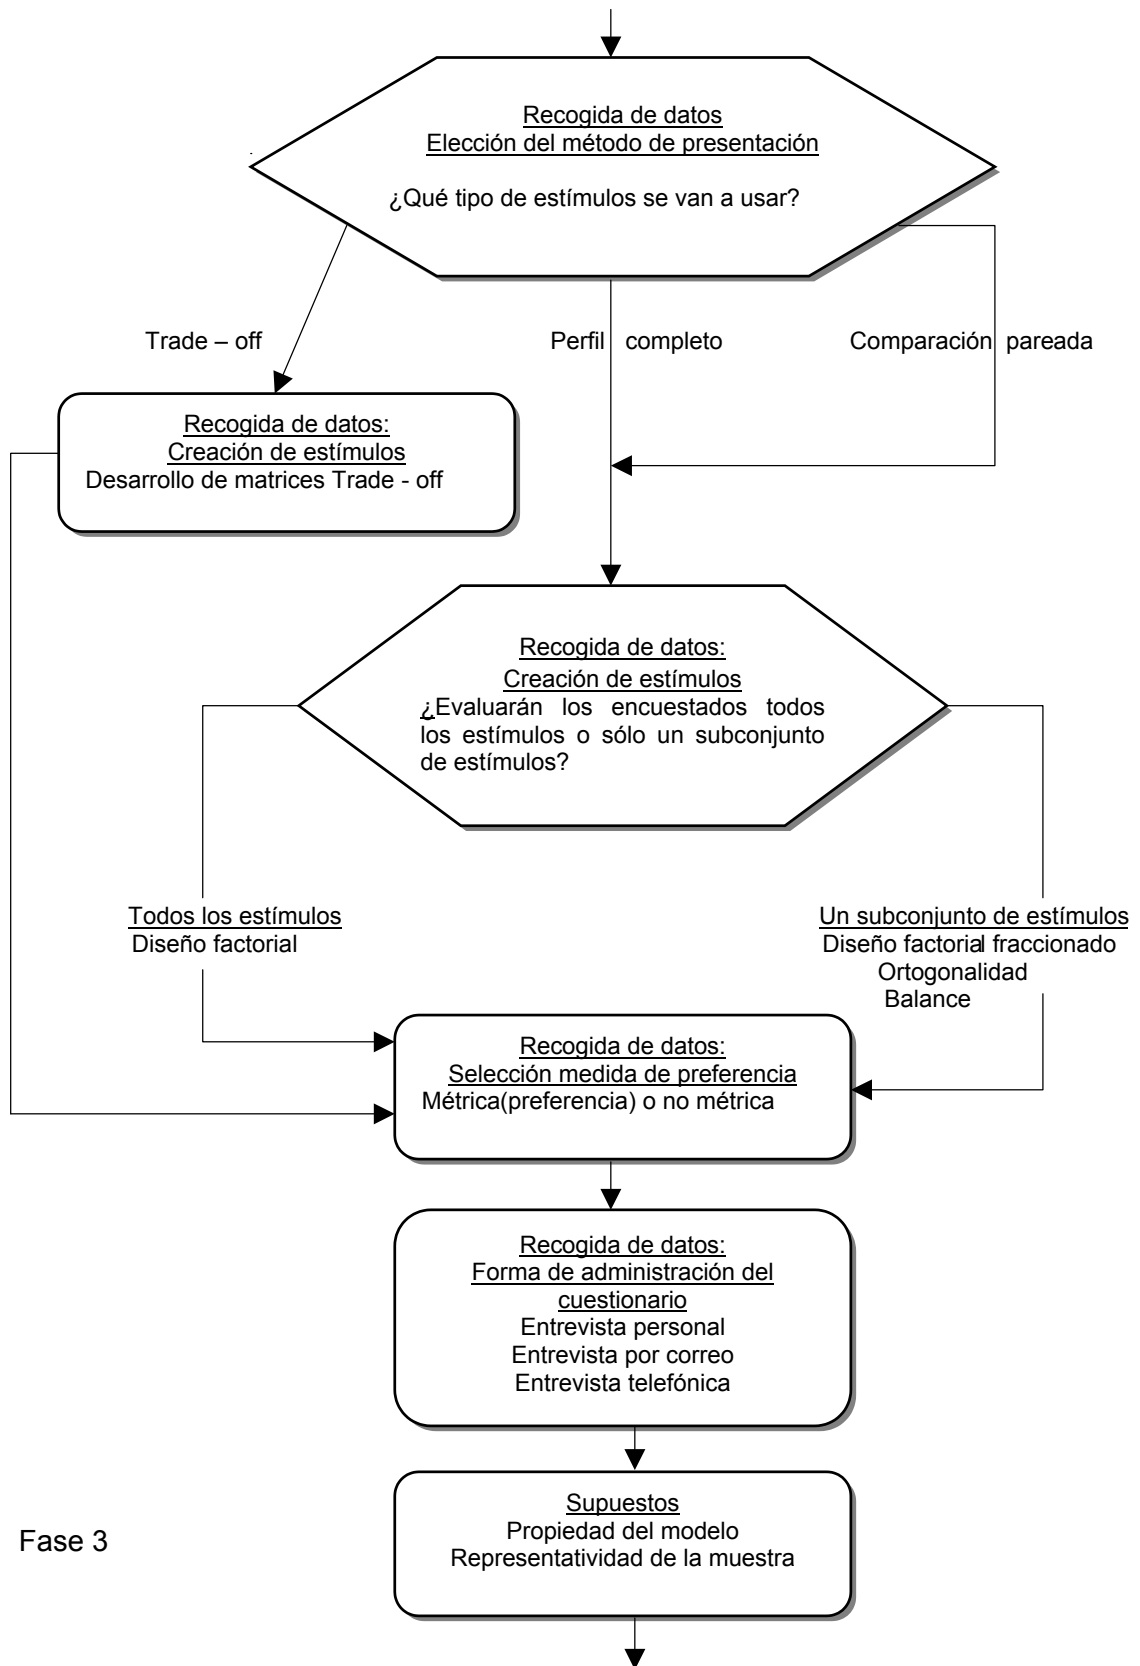 Recogida de datos
Elección del método de presentación
¿Qué tipo de estímulos se van a usar?
Trade – off
Perfil completo
Comparación pareada
Recogida de datos:
Creación de estímulos
Desarrollo de matrices Trade - off
Recogida de datos:
Creación de estímulos
¿Evaluarán los encuestados todos
los estímulos o sólo un subconjunto
de estímulos?
Todos los estímulos
Diseño factorial
Un subconjunto de estímulos
Diseño factorial fraccionado
Ortogonalidad
Balance
Recogida de datos:
Selección medida de preferencia
Métrica(preferencia) o no métrica
Recogida de datos:
Forma de administración del
cuestionario
Entrevista personal
Entrevista por correo
Entrevista telefónica
Fase 3
Supuestos
Propiedad del modelo
Representatividad de la muestra